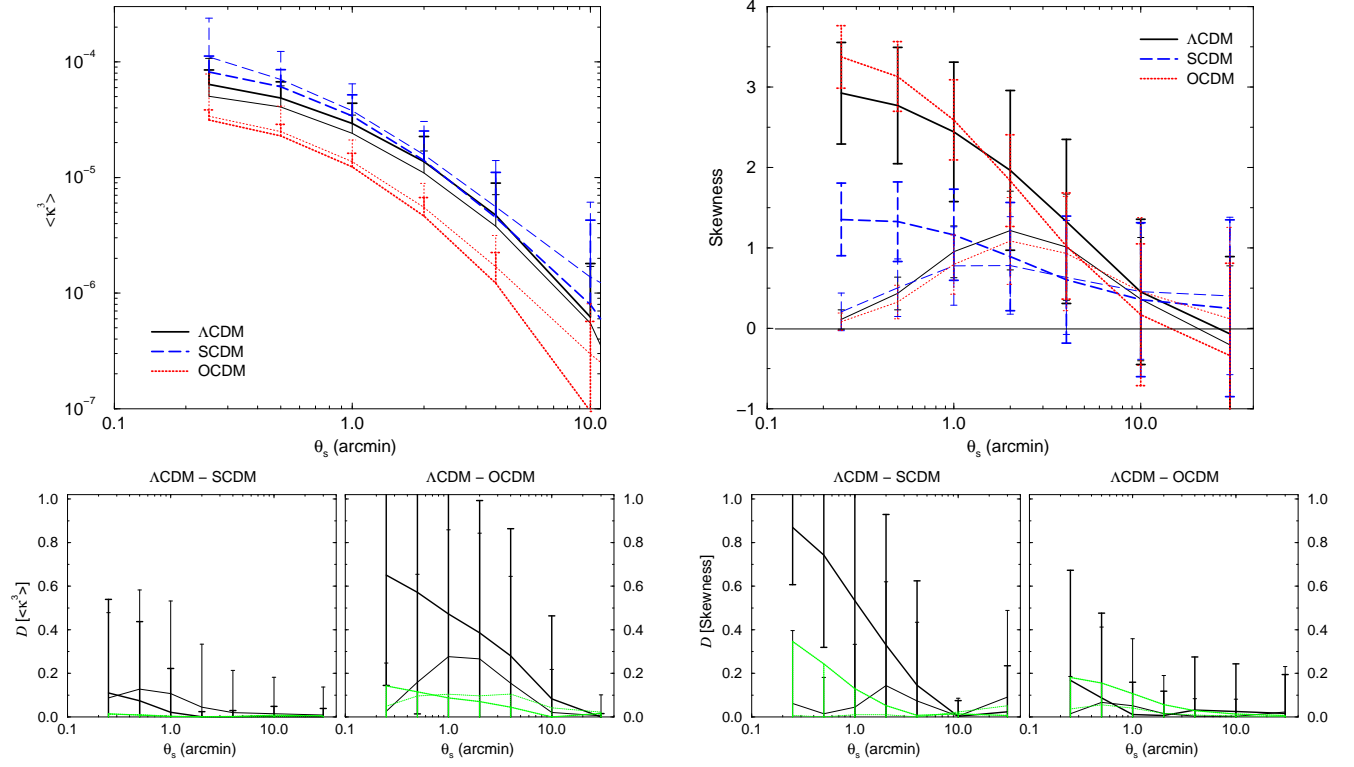 10⁻⁴
10⁻⁵
10⁻⁶
10⁻⁷
<κ³>
ΛCDM
SCDM
OCDM
0.1 1.0 10.0
θₛ (arcmin)
4
3
2
1
0
−1
Skewness
ΛCDM
SCDM
OCDM
0.1 1.0 10.0
θₛ (arcmin)
ΛCDM − SCDM
ΛCDM − OCDM
1.0
0.8
0.6
0.4
0.2
0.0
D [<κ³>]
1.0
0.8
0.6
0.4
0.2
0.0
0.1 1.0 10.0
0.1 1.0 10.0
θₛ (arcmin)
θₛ (arcmin)
ΛCDM − SCDM
ΛCDM − OCDM
1.0
0.8
0.6
0.4
0.2
0.0
D [Skewness]
1.0
0.8
0.6
0.4
0.2
0.0
0.1 1.0 10.0
0.1 1.0 10.0
θₛ (arcmin)
θₛ (arcmin)